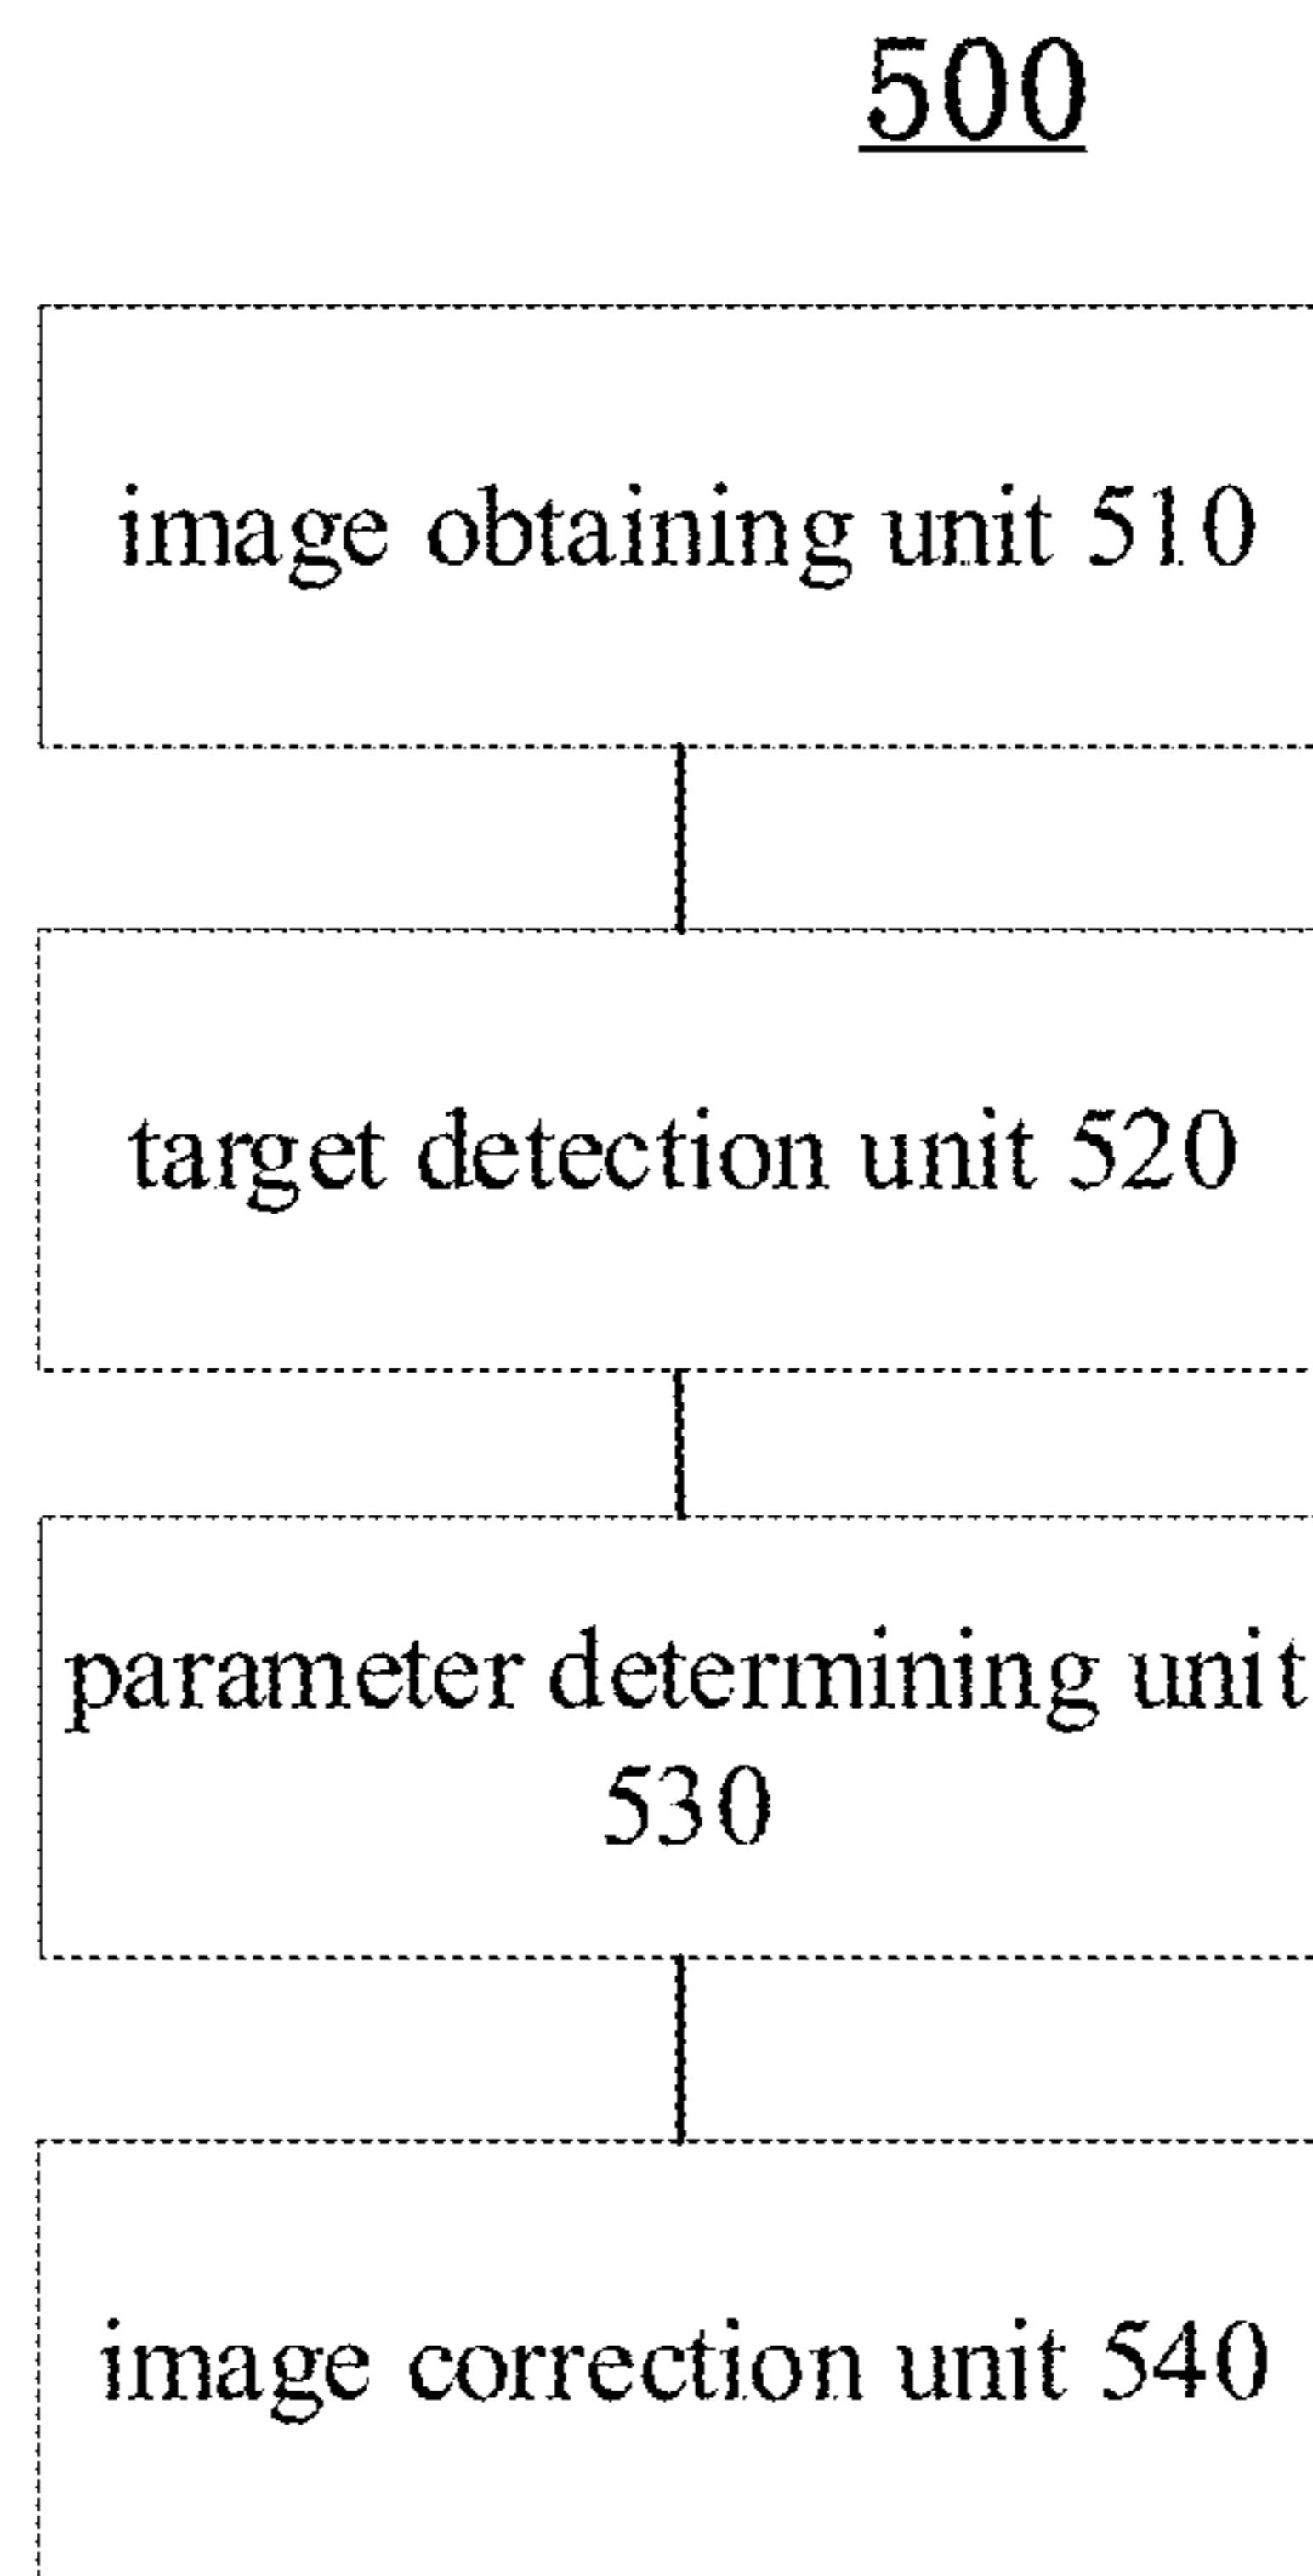 500
image obtaining unit 510
target detection unit 520
parameter determining unit
530
image correction unit 540